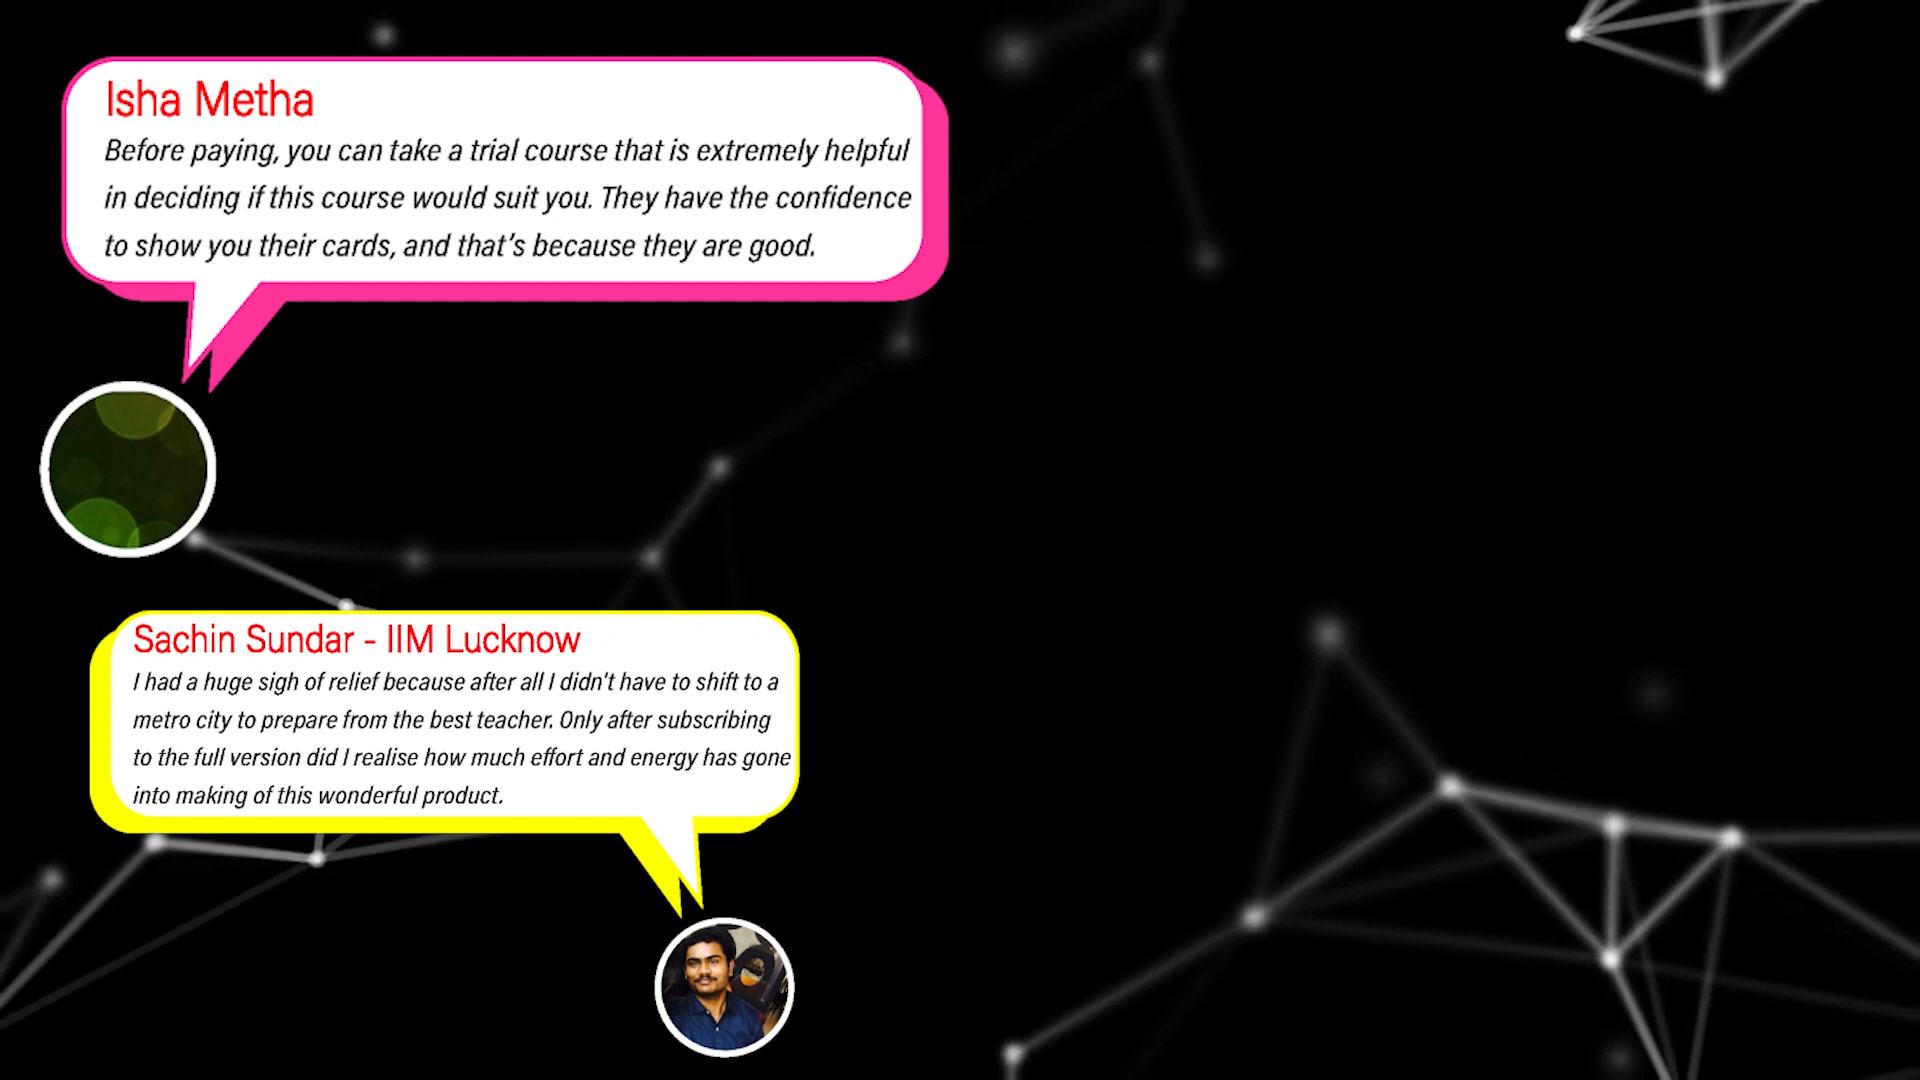 Isha Metha
Before paying, you can take a trial course that is extremely helpful
in deciding if this course would suit you. They have the confidence
to show you their cards, and that's because they are good.
Sachin Sundar - IIM Lucknow
I had a huge sigh of relief because after all I didn't have to shift to a
metro city to prepare from the best teacher. Only after subscribing
to the full version did I realise how much effort and energy has gone
into making of this wonderful product.